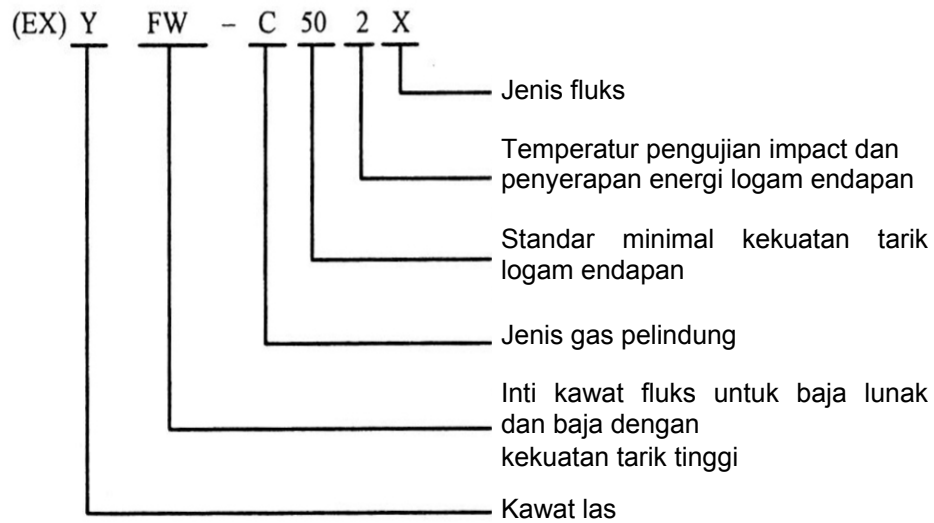 (EX) Y FW – C 50 2 X
Jenis fluks
Temperatur pengujian impact dan
penyerapan energi logam endapan
Standar minimal kekuatan tarik
logam endapan
Jenis gas pelindung
Inti kawat fluks untuk baja lunak
dan baja dengan
kekuatan tarik tinggi
Kawat las